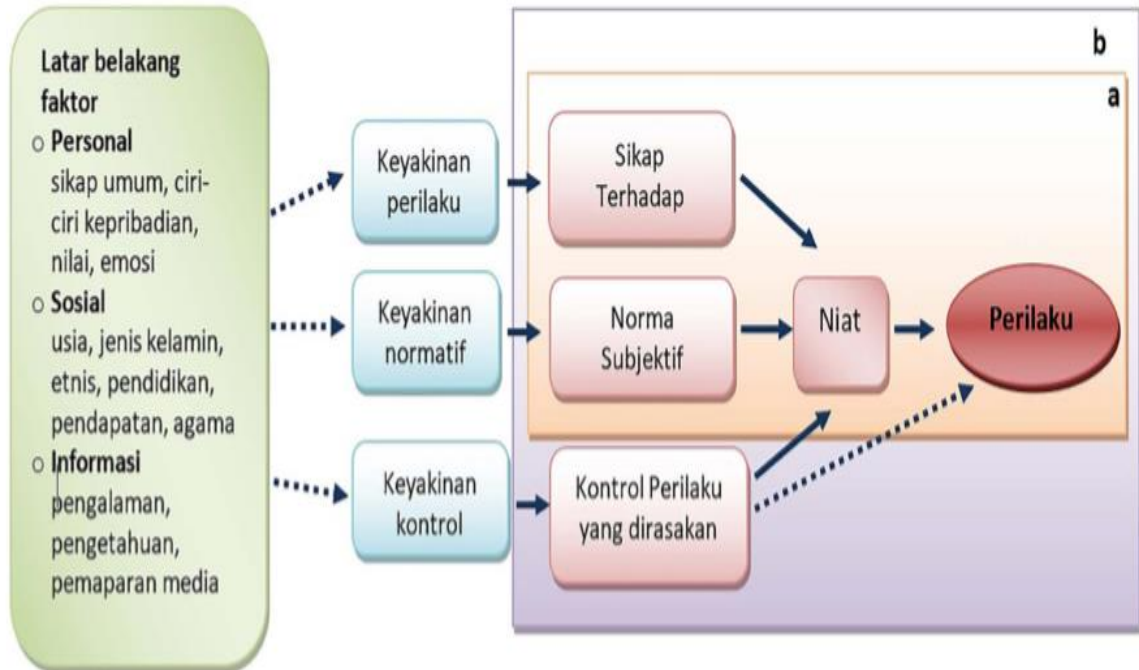 Latar belakang
faktor
○ Personal
sikap umum, ciri-
ciri kepribadian,
nilai, emosi
○ Sosial
usia, jenis kelamin,
etnis, pendidikan,
pendapatan, agama
○ Informasi
pengalaman,
pengetahuan,
pemaparan media
Keyakinan
perilaku
Keyakinan
normatif
Keyakinan
kontrol
b
a
Sikap
Terhadap
Norma
Subjektif
Kontrol Perilaku
yang dirasakan
Niat
Perilaku